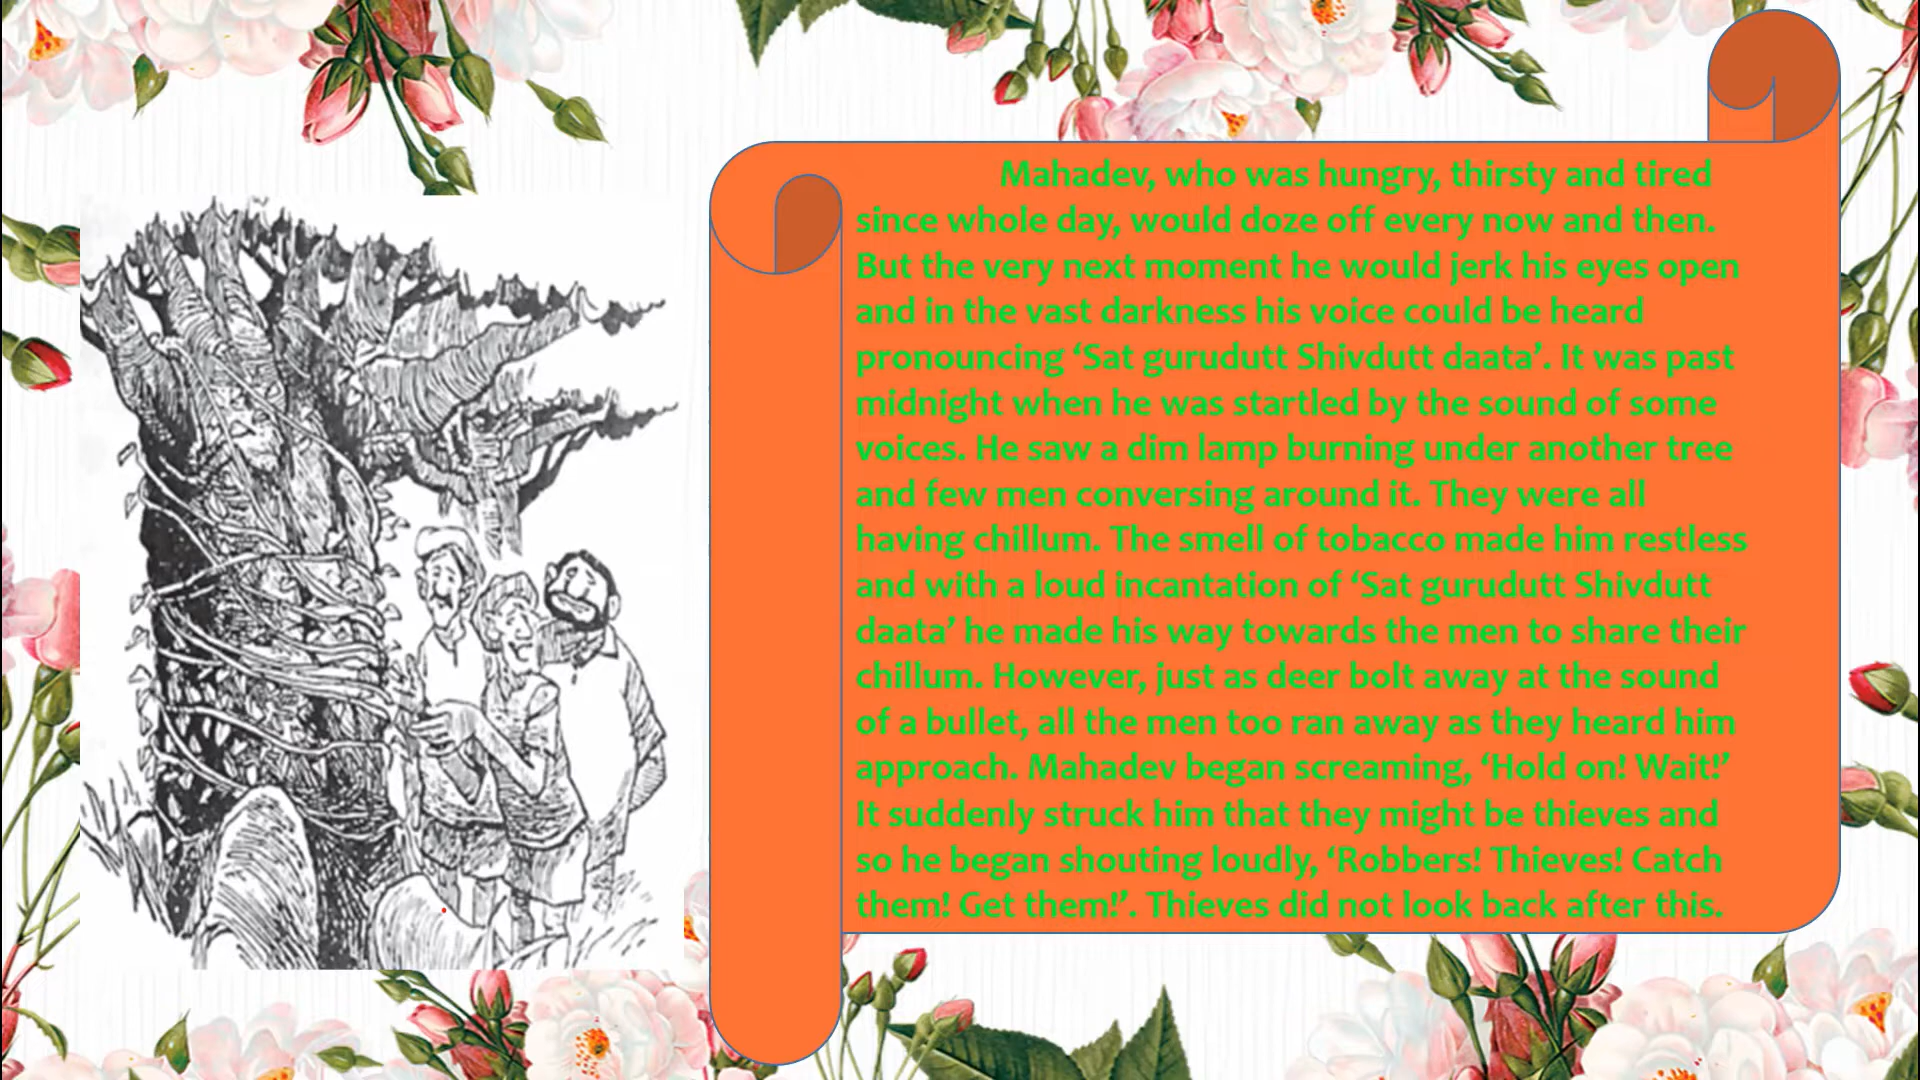 Mahadev, who was hungry, thirsty and tired
since whole day, would doze off every now and then.
But the very next moment he would jerk his eyes open
and in the vast darkness his voice could be heard
pronouncing ‘Sat gurudutt Shivdutt daata’. It was past
midnight when he was startled by the sound of some
voices. He saw a dim lamp burning under another tree
and few men conversing around it. They were all
having chillum. The smell of tobacco made him restless
and with a loud incantation of ‘Sat gurudutt Shivdutt
daata’ he made his way towards the men to share their
chillum. However, just as deer bolt away at the sound
of a bullet, all the men too ran away as they heard him
approach. Mahadev began screaming, ‘Hold on! Wait!’
It suddenly struck him that they might be thieves and
so he began shouting loudly, ‘Robbers! Thieves! Catch
them! Get them!’. Thieves did not look back after this.